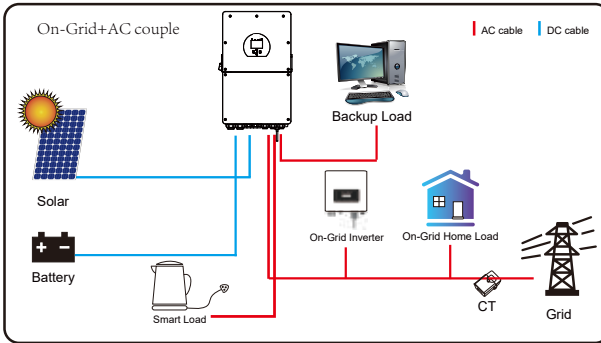 On-Grid+AC couple
AC cable
DC cable
Backup Load
Solar
On-Grid Inverter
On-Grid Home Load
Battery
Smart Load
CT
Grid